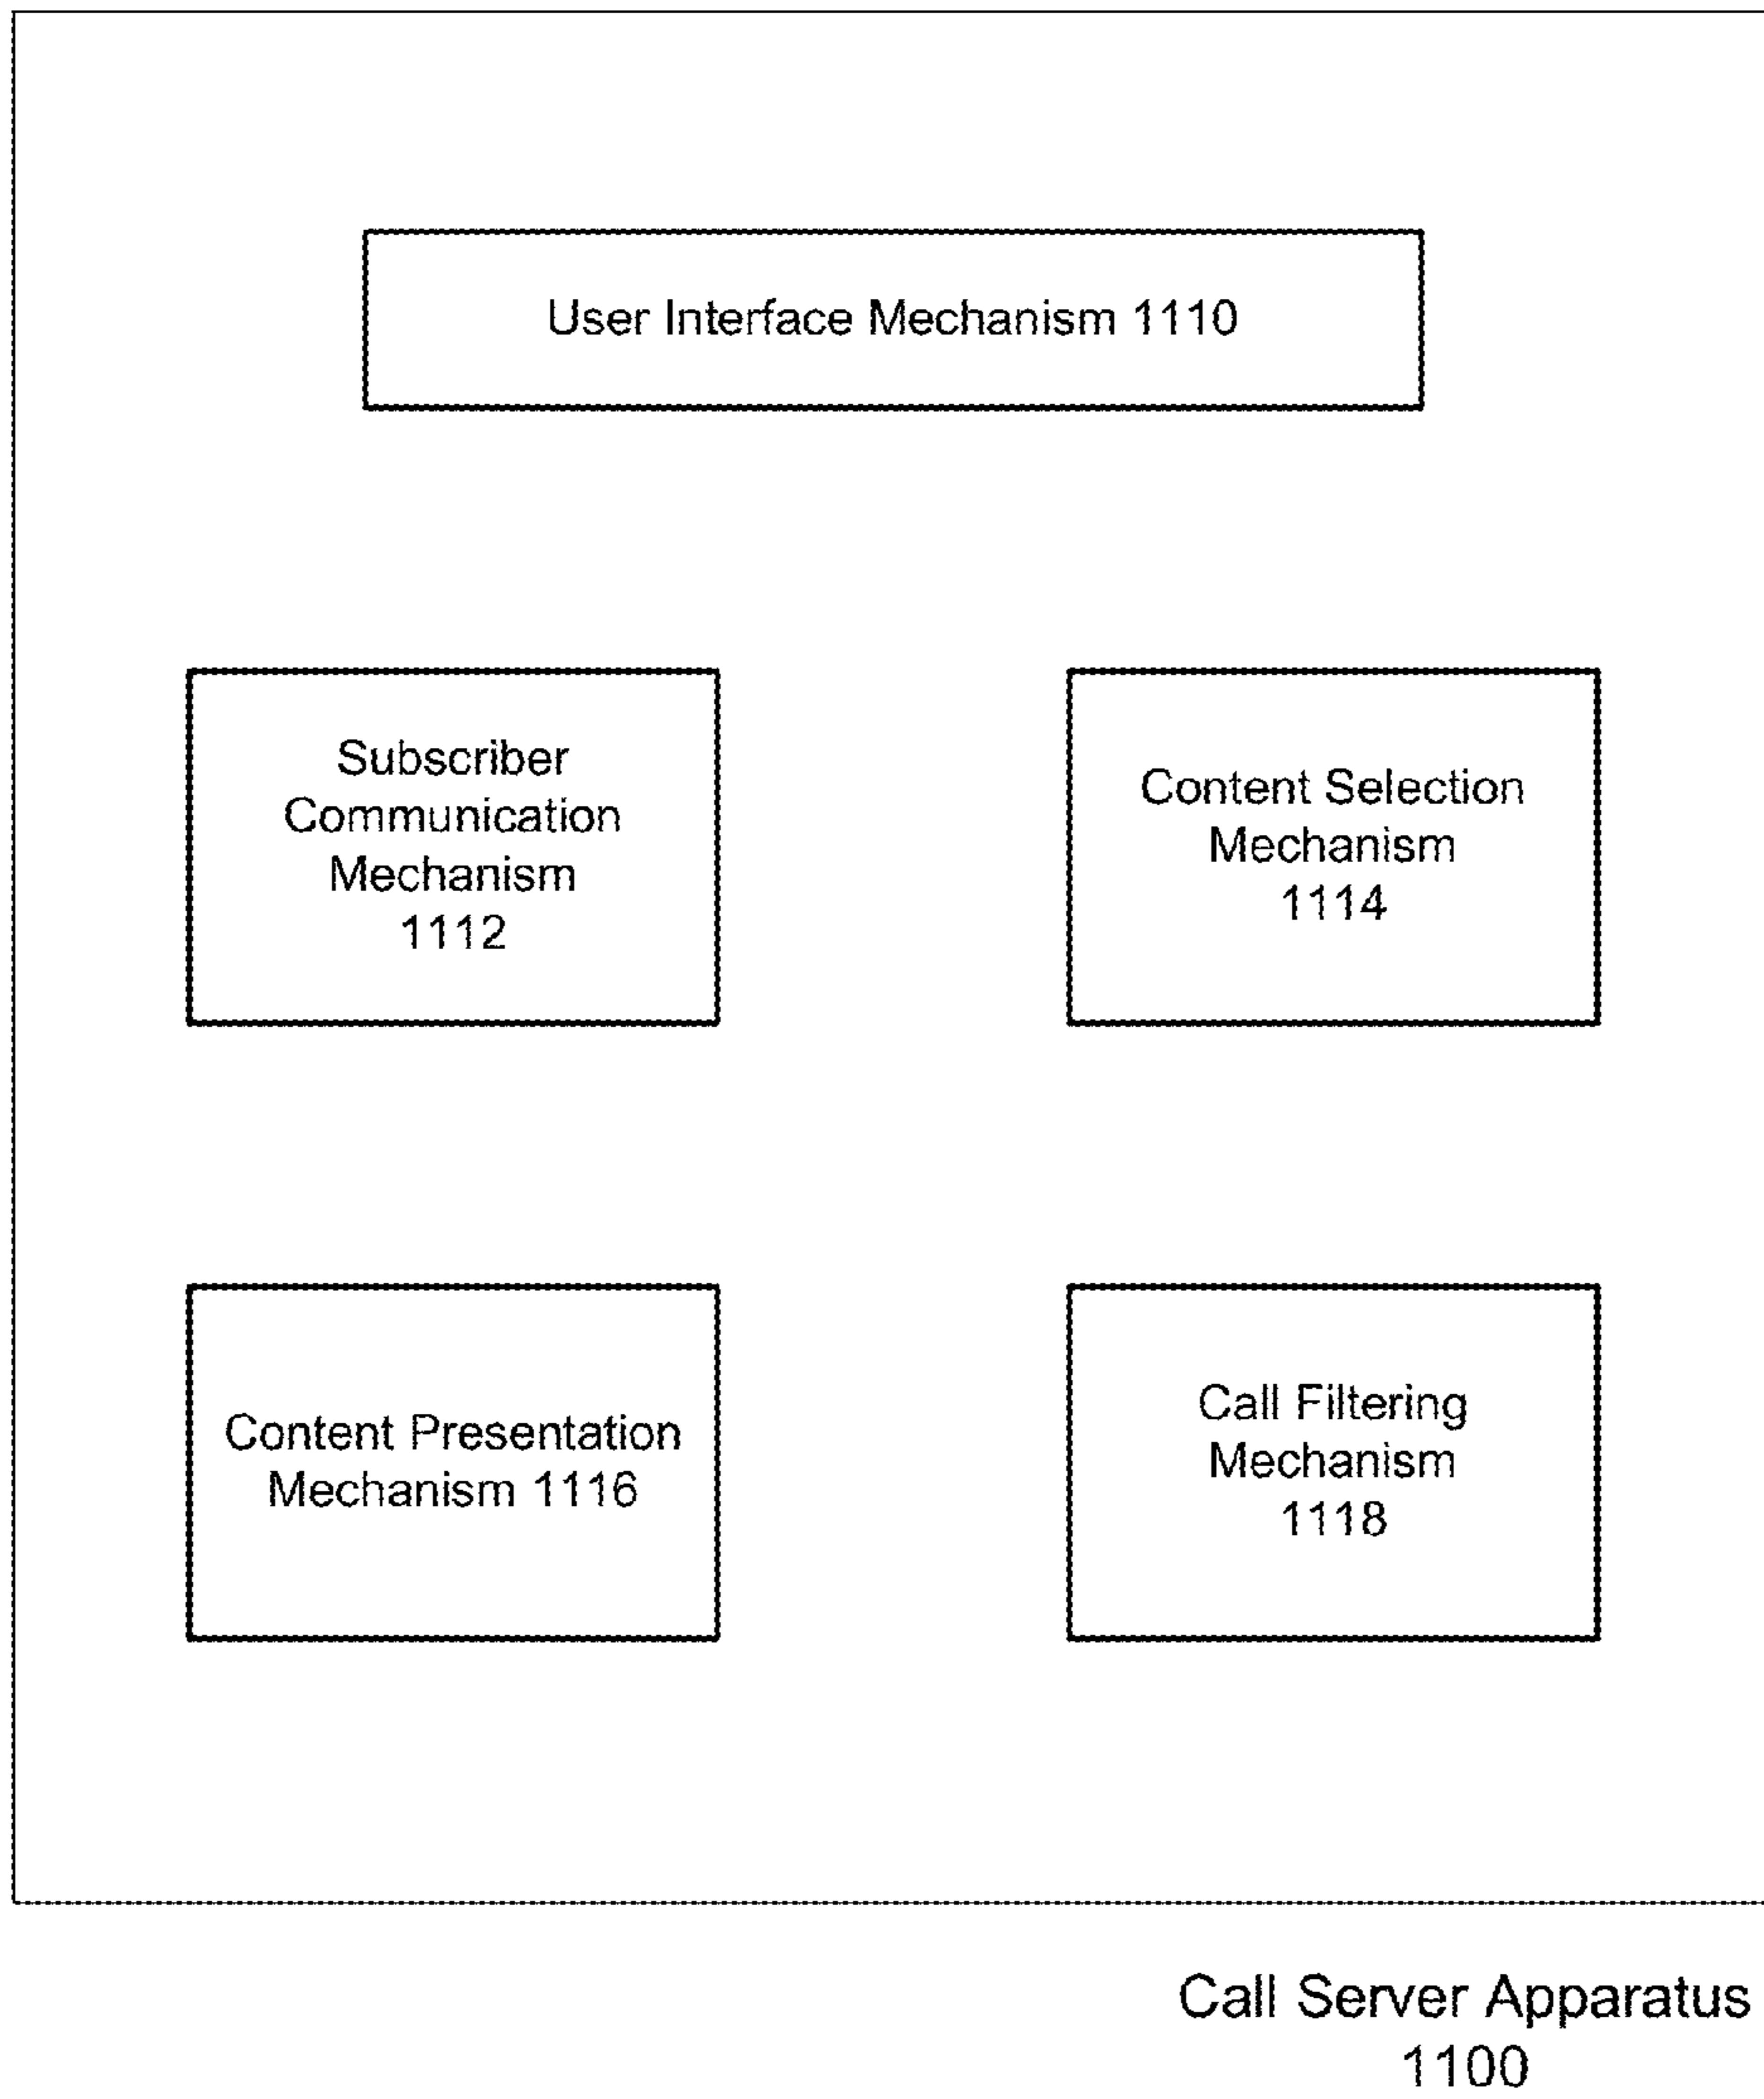 User Interface Mechanism 1110
Subscriber
Communication
Mechanism
1112
Content Selection
Mechanism
1114
Content Presentation
Mechanism 1116
Call Filtering
Mechanism
1118
Call Server Apparatus
1100